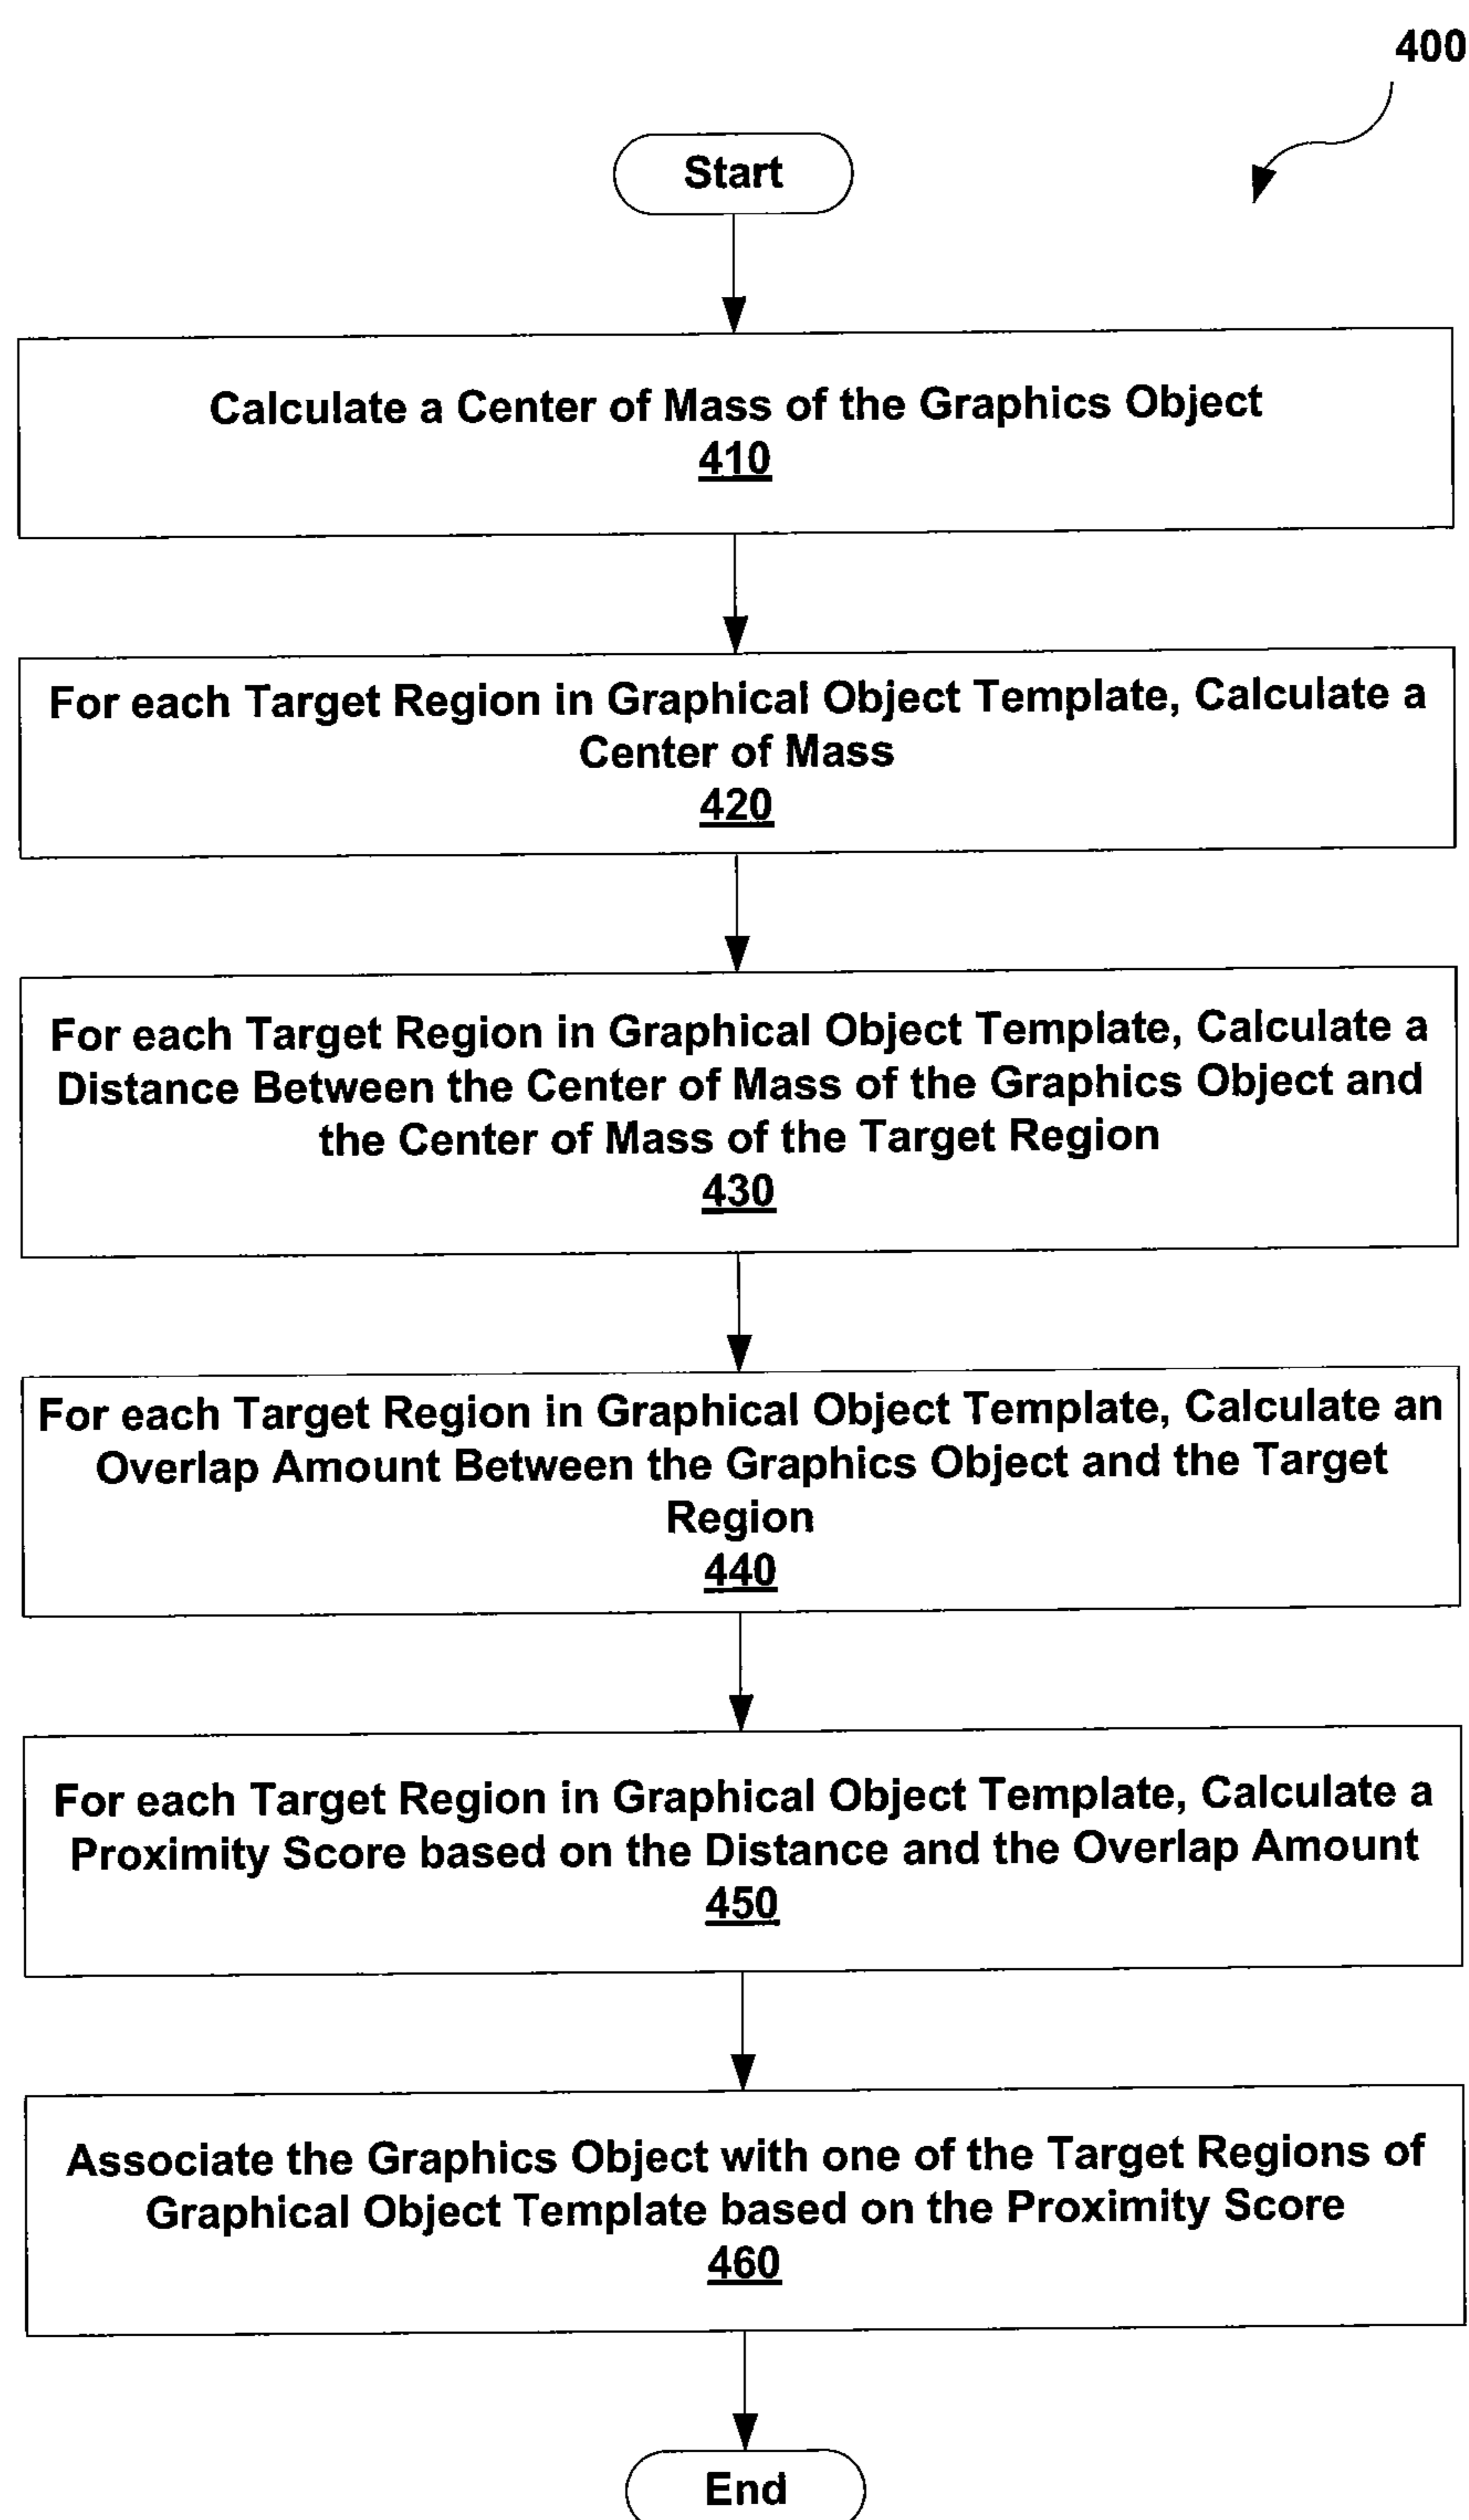 400
Start
Calculate a Center of Mass of the Graphics Object
410
For each Target Region in Graphical Object Template, Calculate a
Center of Mass
420
For each Target Region in Graphical Object Template, Calculate a
Distance Between the Center of Mass of the Graphics Object and
the Center of Mass of the Target Region
430
For each Target Region in Graphical Object Template, Calculate an
Overlap Amount Between the Graphics Object and the Target
Region
440
For each Target Region in Graphical Object Template, Calculate a
Proximity Score based on the Distance and the Overlap Amount
450
Associate the Graphics Object with one of the Target Regions of
Graphical Object Template based on the Proximity Score
460
End